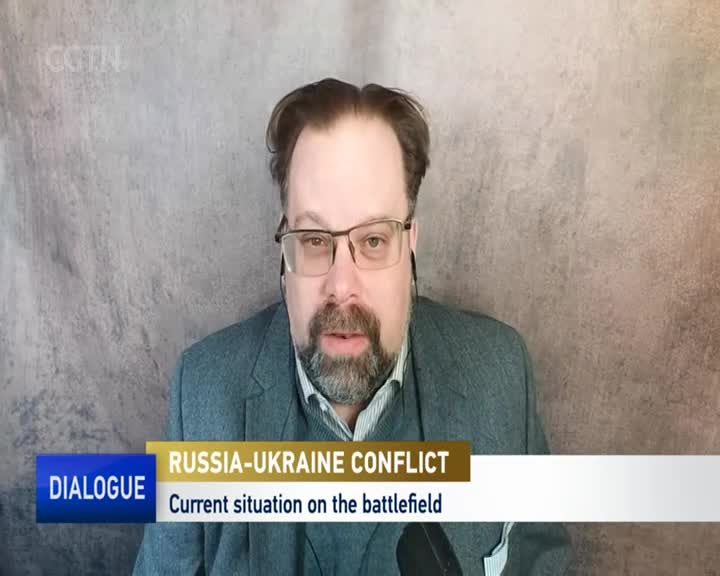 CGTN
RUSSIA-UKRAINE CONFLICT
DIALOGUE
Current situation on the battlefield